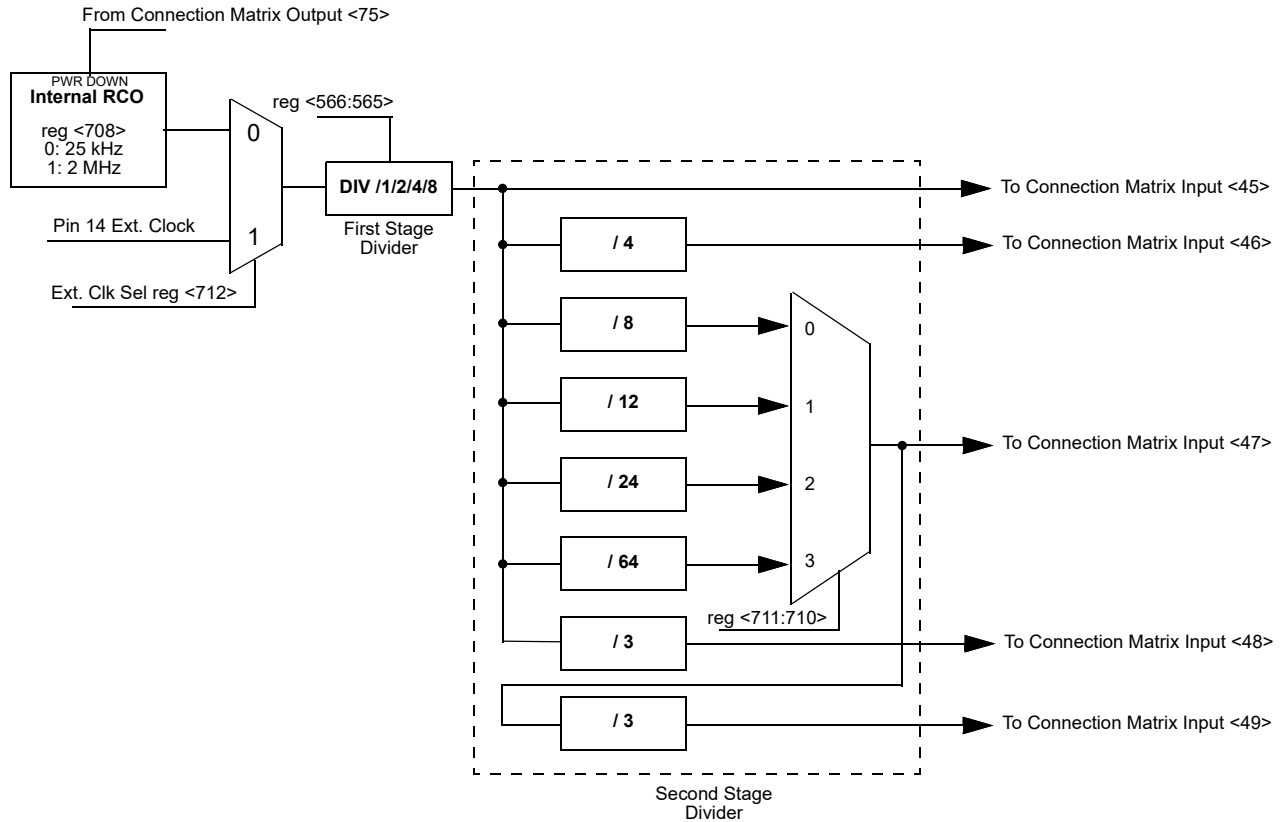 From Connection Matrix Output <75>
PWR DOWN
Internal RCO
reg <708>
0: 25 kHz
1: 2 MHz
0
1
Pin 14 Ext. Clock
Ext. Clk Sel reg <712>
reg <566:565>
DIV /1/2/4/8
First Stage
Divider
To Connection Matrix Input <45>
/ 4
To Connection Matrix Input <46>
/ 8
0
/ 12
1
To Connection Matrix Input <47>
/ 24
2
/ 64
3
reg <711:710>
/ 3
To Connection Matrix Input <48>
/ 3
To Connection Matrix Input <49>
Second Stage
Divider